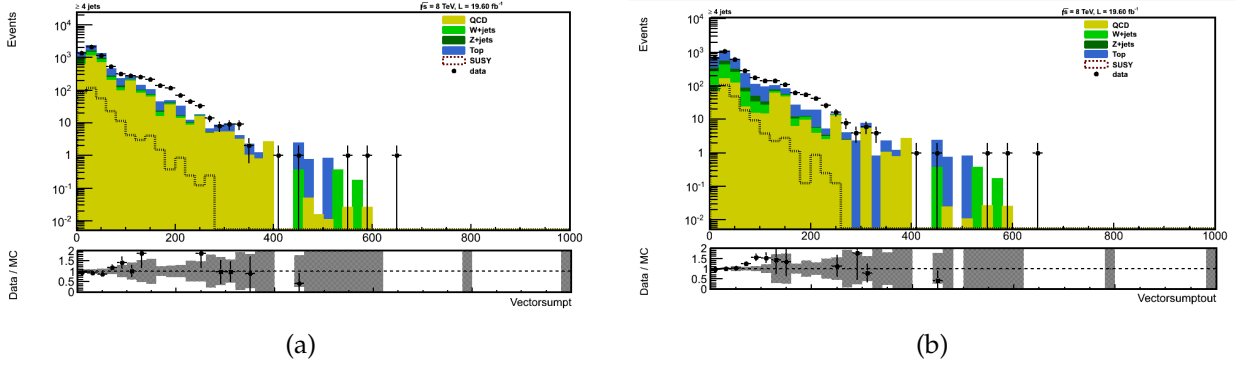 ≥ 4 jets
√s = 8 TeV, L = 19.60 fb⁻¹
Events
10⁴
10³
10²
10
1
10⁻¹
10⁻²
QCD
W+jets
Z+jets
Top
SUSY
data
0 200 400 600 800 1000
Data / MC
2
1.5
1
0.5
0
Vectorsumpt
(a)
≥ 4 jets
√s = 8 TeV, L = 19.60 fb⁻¹
Events
10⁴
10³
10²
10
1
10⁻¹
10⁻²
QCD
W+jets
Z+jets
Top
SUSY
data
0 200 400 600 800 1000
Data / MC
2
1.5
1
0.5
0
Vectorsumptout
(b)